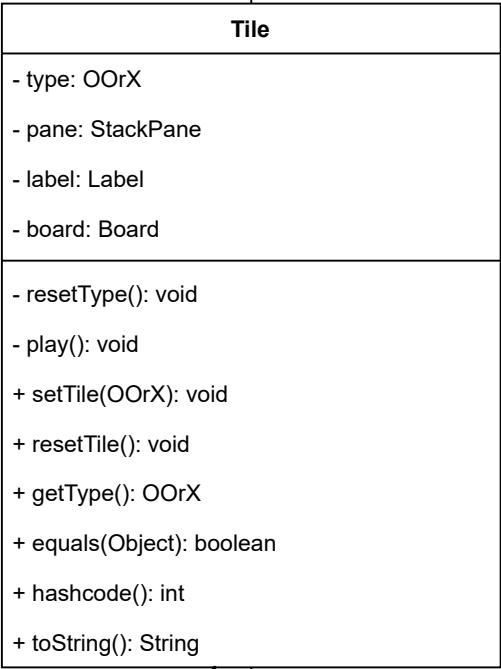 Tile
- type: OOrX
- pane: StackPane
- label: Label
- board: Board
- resetType(): void
- play(): void
+ setTile(OOrX): void
+ resetTile(): void
+ getType(): OOrX
+ equals(Object): boolean
+ hashcode(): int
+ toString(): String